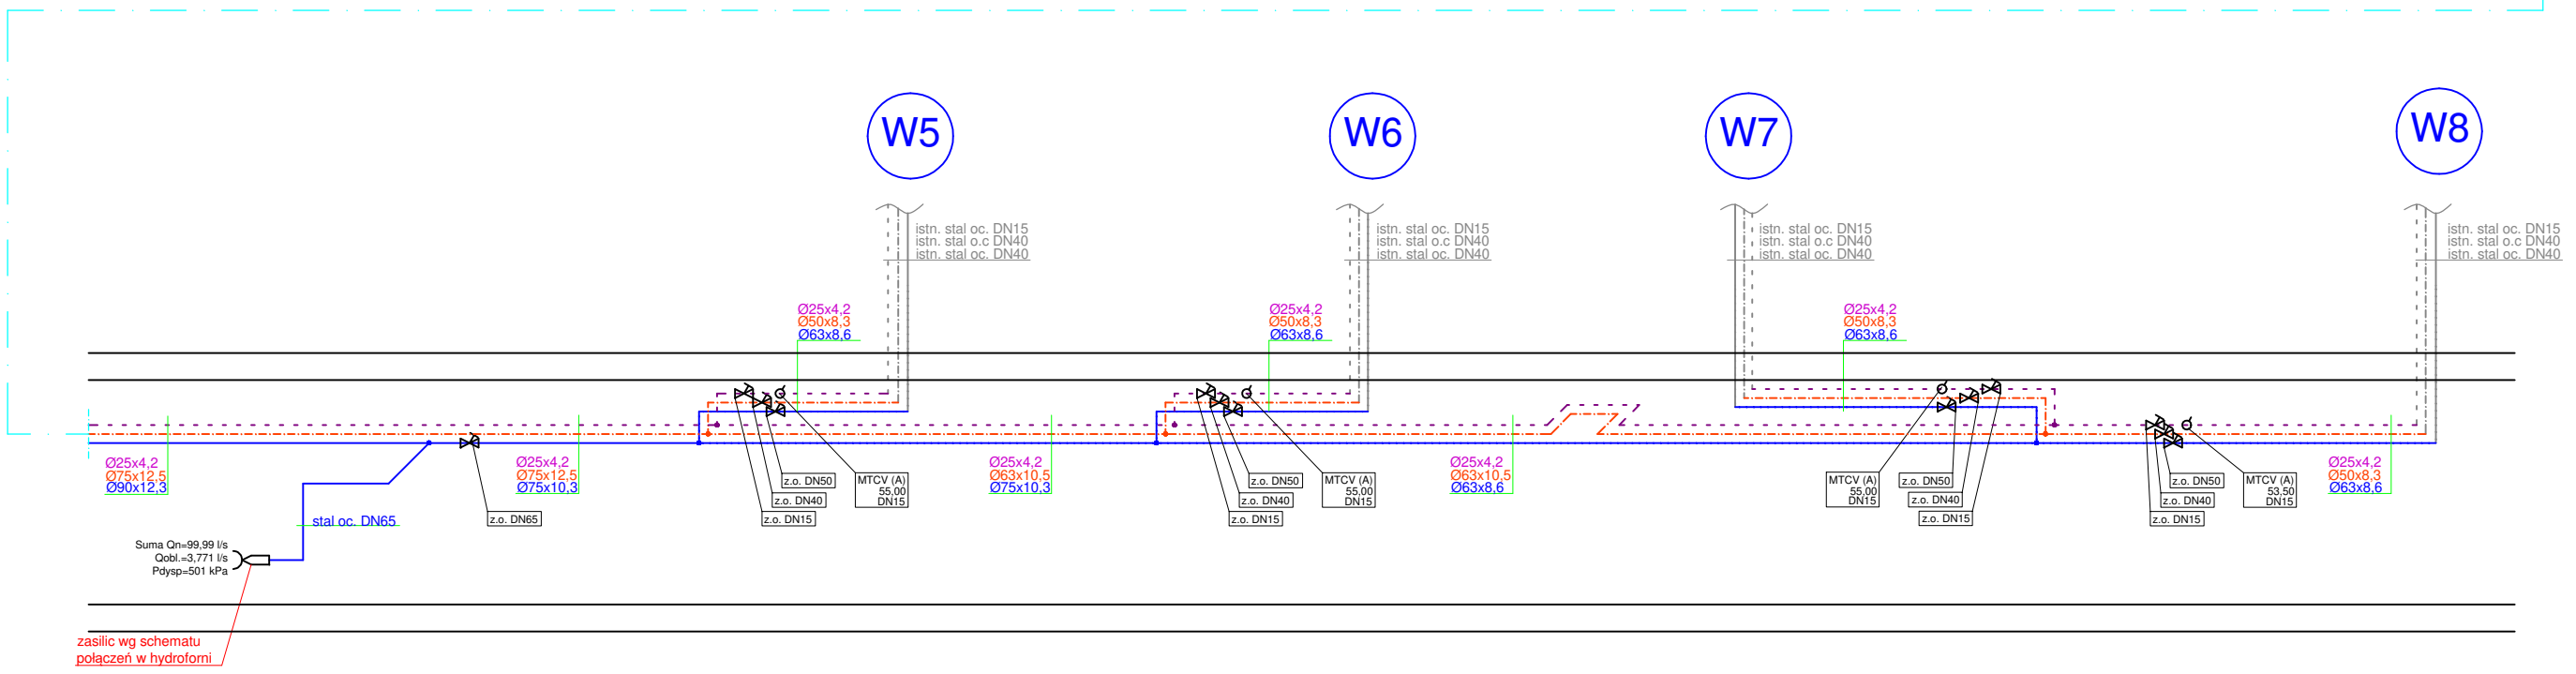 W5
W6
W7
W8
istn. stal oc. DN15
istn. stal o.c DN40
istn. stal oc. DN40
istn. stal oc. DN15
istn. stal o.c DN40
istn. stal oc. DN40
istn. stal oc. DN15
istn. stal o.c DN40
istn. stal oc. DN40
istn. stal oc. DN15
istn. stal o.c DN40
istn. stal oc. DN40
Ø25x4,2
Ø50x8,3
Ø63x8,6
Ø25x4,2
Ø50x8,3
Ø63x8,6
Ø25x4,2
Ø50x8,3
Ø63x8,6
Ø25x4,2
Ø75x12,5
Ø90x12,3
Ø25x4,2
Ø75x12,5
Ø75x10,3
Ø25x4,2
Ø63x10,5
Ø75x10,3
Ø25x4,2
Ø63x10,5
Ø63x8,6
Ø25x4,2
Ø50x8,3
Ø63x8,6
z.o. DN65
z.o. DN50
z.o. DN40
z.o. DN15
MTCV (A)
55,00
DN15
z.o. DN50
z.o. DN40
z.o. DN15
MTCV (A)
55,00
DN15
MTCV (A)
55,00
DN15
z.o. DN50
z.o. DN40
z.o. DN15
z.o. DN50
z.o. DN40
z.o. DN15
MTCV (A)
53,50
DN15
stal oc. DN65
Suma Qn=99,99 l/s
Qobl.=3,771 l/s
Pdysp=501 kPa
zasilic wg schematu
połączeń w hydroforni